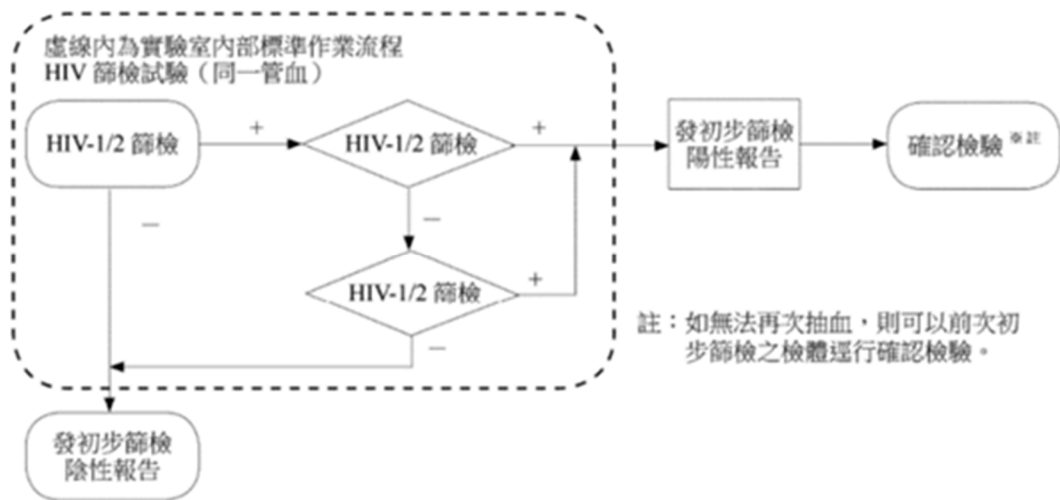 虛線內為實驗室內部標準作業流程
HIV 篩檢試驗（同一管血）
HIV-1/2 篩檢
+
HIV-1/2 篩檢
+
發初步篩檢
陽性報告
確認檢驗 ※註
－
－
HIV-1/2 篩檢
+
－
註：如無法再次抽血，則可以前次初
步篩檢之檢體逕行確認檢驗。
發初步篩檢
陰性報告